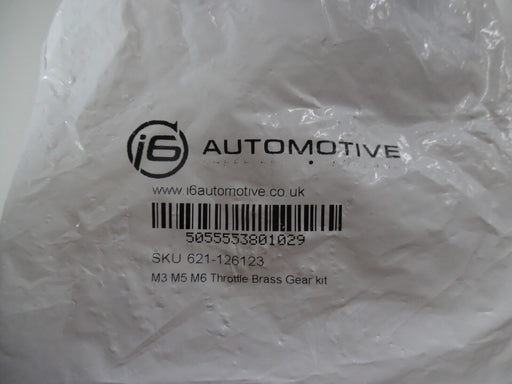 i6 AUTOMOTIVE
www.i6automotive.co.uk
5055553801029
SKU 621-126123
M3 M5 M6 Throttle Brass Gear kit